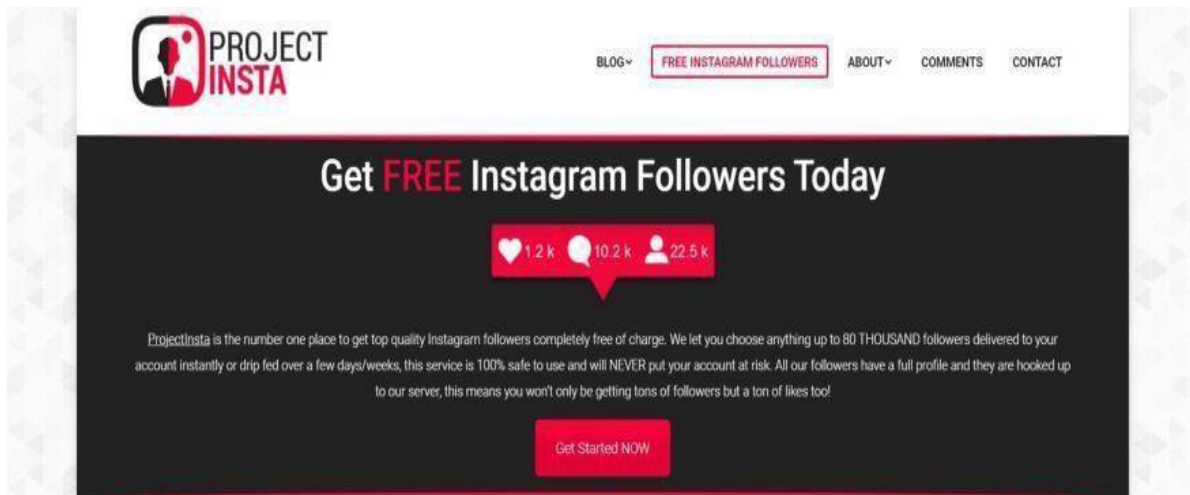 PROJECT
INSTA
BLOG
FREE INSTAGRAM FOLLOWERS
ABOUT
COMMENTS
CONTACT
Get FREE Instagram Followers Today
1.2 k 10.2 k 22.5 k
ProjectInsta is the number one place to get top quality Instagram followers completely free of charge. We let you choose anything up to 80 THOUSAND followers delivered to your
account instantly or drip fed over a few days/weeks, this service is 100% safe to use and will NEVER put your account at risk. All our followers have a full profile and they are hooked up
to our server, this means you won't only be getting tons of followers but a ton of likes too!
Get Started NOW